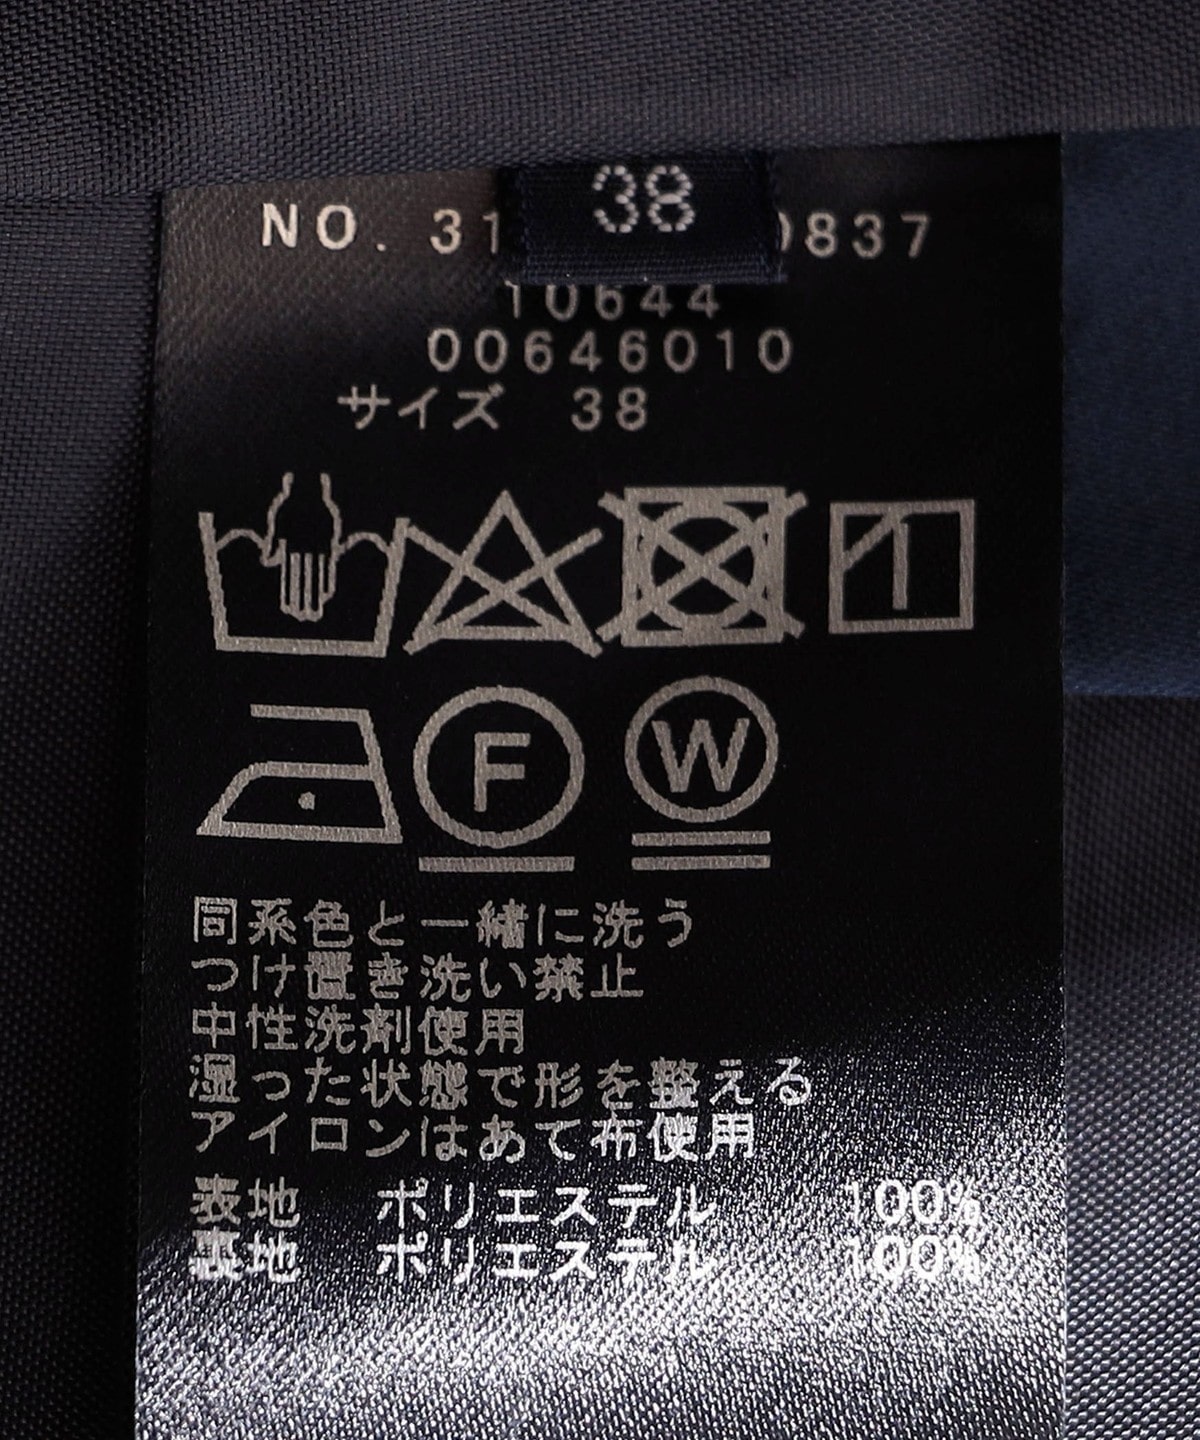 38
NO. 31 0837
10644
00646010
サイズ 38
F W
同系色と一緒に洗う
つけ置き洗い禁止
中性洗剤使用
湿った状態で形を整える
アイロンはあて布使用
表地 ポリエステル 100%
裏地 ポリエステル 100%